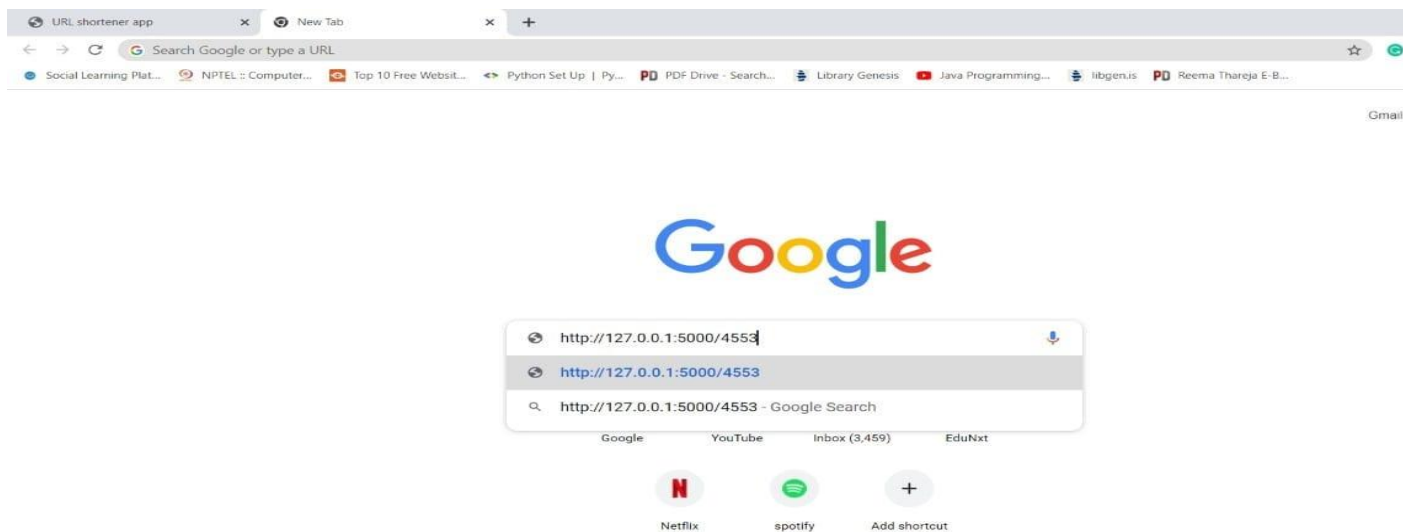 URL shortener app New Tab
Search Google or type a URL
Social Learning Plat... NPTEL :: Computer... Top 10 Free Websit... Python Set Up | Py... PDF Drive - Search... Library Genesis Java Programming... libgen.is Reema Thareja E-B...
Gmail
Google
http://127.0.0.1:5000/4553
http://127.0.0.1:5000/4553
http://127.0.0.1:5000/4553 - Google Search
Google YouTube Inbox (3,459) EduNxt
Netflix spotify Add shortcut